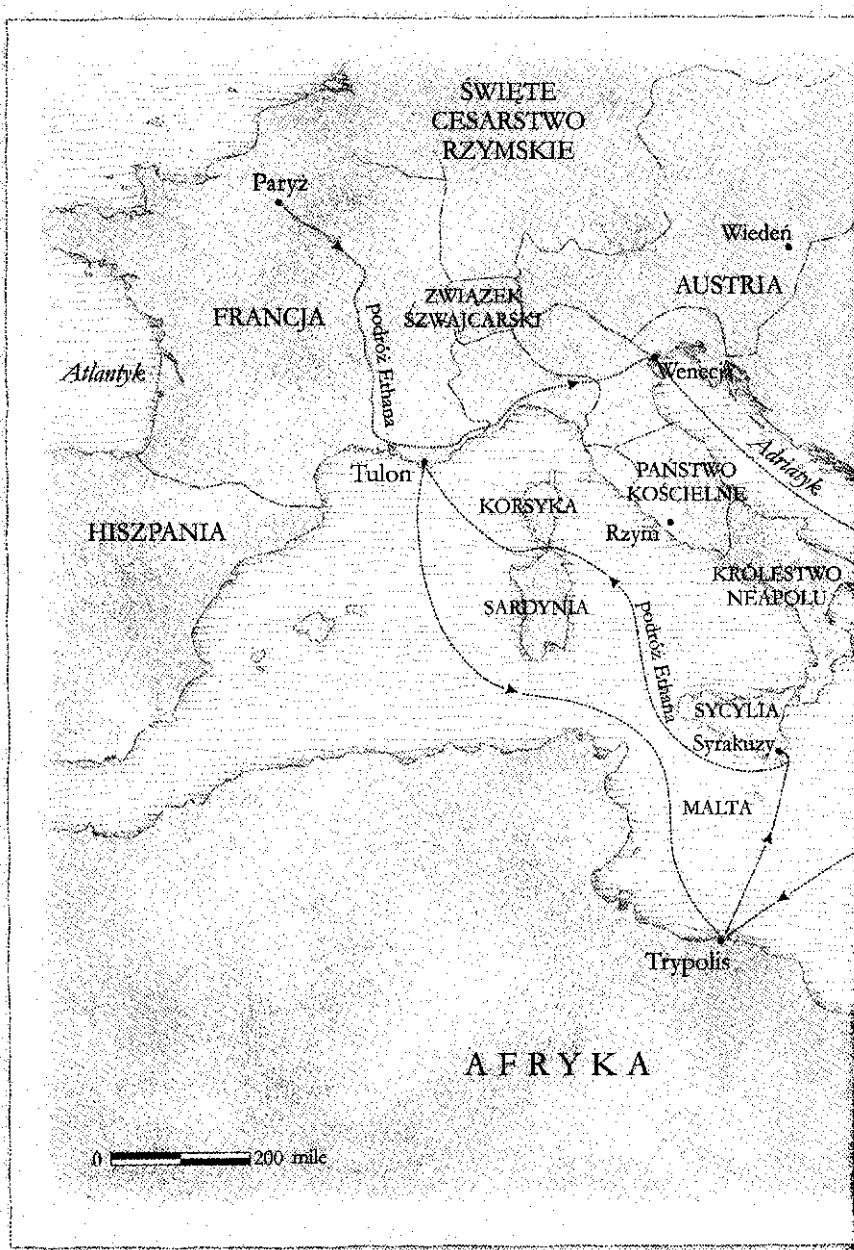 ŚWIĘTE
CESARSTWO
RZYMSKIE
Paryż
Wiedeń
AUSTRIA
ZWIĄZEK
SZWAJCARSKI
FRANCJA
podróż Ethana
Atlantyk
Wenecja
Adriatyk
Tulon
PAŃSTWO
KOŚCIELNE
KORSYKA
HISZPANIA
Rzym
KRÓLESTWO
NEAPOLU
SARDYNIA
podróż Ethana
SYCYLIA
Syrakuzy
MALTA
Trypolis
AFRYKA
0 200 mile